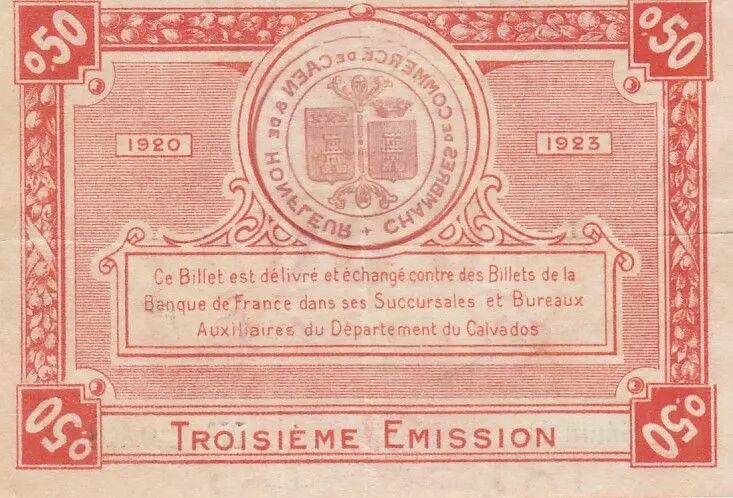 0.50
0.50
CHAMBRES DE COMMERCE DE CAEN & DE HONFLEUR +
1920
1923
Ce Billet est délivré et échangé contre des Billets de la
Banque de France dans ses Succursales et Bureaux
Auxiliaires du Département du Calvados
0.50
TROISIÈME EMISSION
0.50